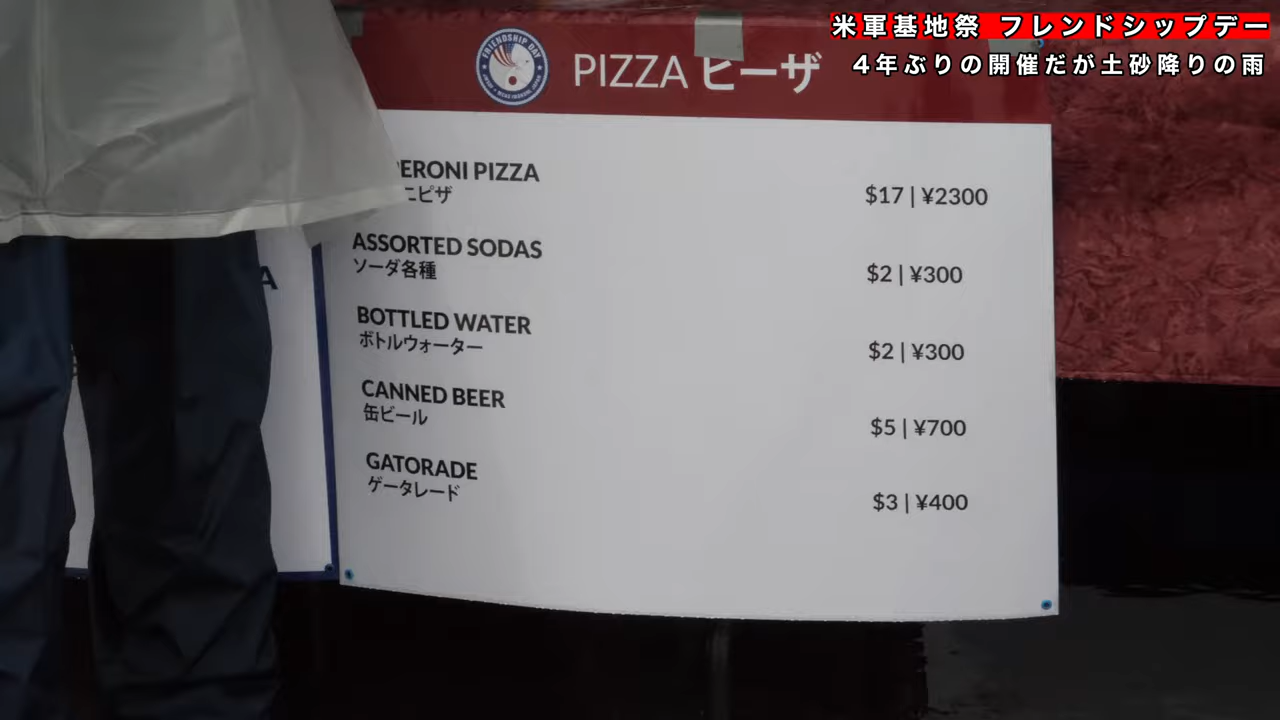 米軍基地祭 フレンドシップデー
4年ぶりの開催だが土砂降りの雨
FRIENDSHIP DAY
PIZZA ピーザ
PERONI PIZZA
ニピザ
$17 | ¥2300
ASSORTED SODAS
ソーダ各種
$2 | ¥300
BOTTLED WATER
ボトルウォーター
$2 | ¥300
CANNED BEER
缶ビール
$5 | ¥700
GATORADE
ゲータレード
$3 | ¥400
A